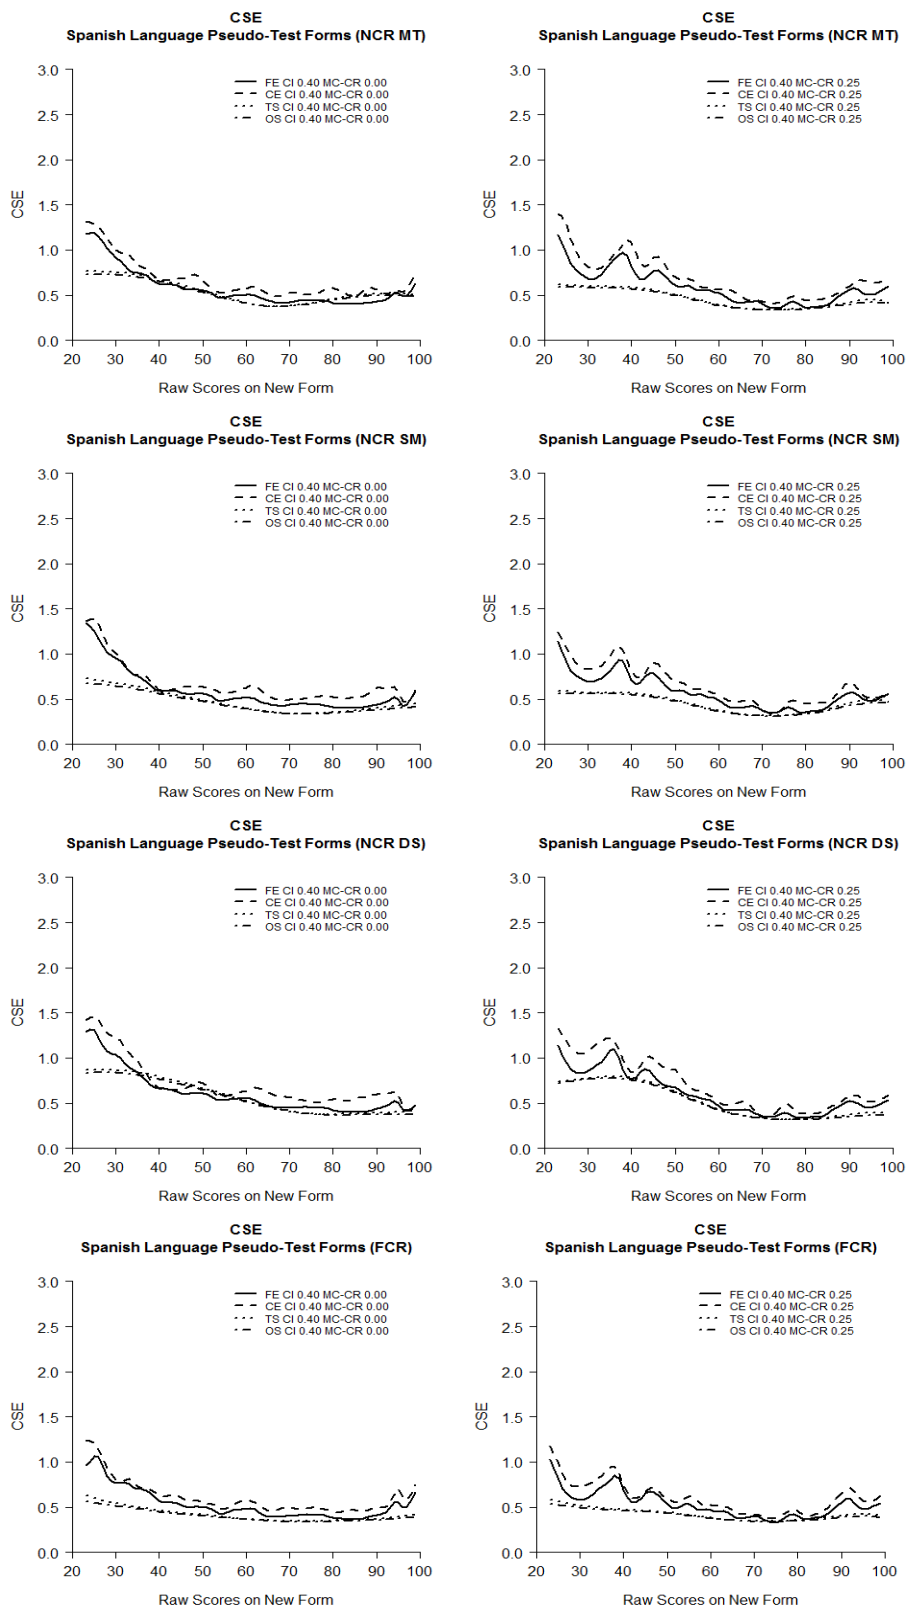 CSE
Spanish Language Pseudo-Test Forms (NCR MT)
3.0
2.5
2.0
1.5
1.0
0.5
0.0
CSE
FE CI 0.40 MC-CR 0.00
CE CI 0.40 MC-CR 0.00
TS CI 0.40 MC-CR 0.00
OS CI 0.40 MC-CR 0.00
20 30 40 50 60 70 80 90 100
Raw Scores on New Form
CSE
Spanish Language Pseudo-Test Forms (NCR MT)
3.0
2.5
2.0
1.5
1.0
0.5
0.0
CSE
FE CI 0.40 MC-CR 0.25
CE CI 0.40 MC-CR 0.25
TS CI 0.40 MC-CR 0.25
OS CI 0.40 MC-CR 0.25
20 30 40 50 60 70 80 90 100
Raw Scores on New Form
CSE
Spanish Language Pseudo-Test Forms (NCR SM)
3.0
2.5
2.0
1.5
1.0
0.5
0.0
CSE
FE CI 0.40 MC-CR 0.00
CE CI 0.40 MC-CR 0.00
TS CI 0.40 MC-CR 0.00
OS CI 0.40 MC-CR 0.00
20 30 40 50 60 70 80 90 100
Raw Scores on New Form
CSE
Spanish Language Pseudo-Test Forms (NCR SM)
3.0
2.5
2.0
1.5
1.0
0.5
0.0
CSE
FE CI 0.40 MC-CR 0.25
CE CI 0.40 MC-CR 0.25
TS CI 0.40 MC-CR 0.25
OS CI 0.40 MC-CR 0.25
20 30 40 50 60 70 80 90 100
Raw Scores on New Form
CSE
Spanish Language Pseudo-Test Forms (NCR DS)
3.0
2.5
2.0
1.5
1.0
0.5
0.0
CSE
FE CI 0.40 MC-CR 0.00
CE CI 0.40 MC-CR 0.00
TS CI 0.40 MC-CR 0.00
OS CI 0.40 MC-CR 0.00
20 30 40 50 60 70 80 90 100
Raw Scores on New Form
CSE
Spanish Language Pseudo-Test Forms (NCR DS)
3.0
2.5
2.0
1.5
1.0
0.5
0.0
CSE
FE CI 0.40 MC-CR 0.25
CE CI 0.40 MC-CR 0.25
TS CI 0.40 MC-CR 0.25
OS CI 0.40 MC-CR 0.25
20 30 40 50 60 70 80 90 100
Raw Scores on New Form
CSE
Spanish Language Pseudo-Test Forms (FCR)
3.0
2.5
2.0
1.5
1.0
0.5
0.0
CSE
FE CI 0.40 MC-CR 0.00
CE CI 0.40 MC-CR 0.00
TS CI 0.40 MC-CR 0.00
OS CI 0.40 MC-CR 0.00
20 30 40 50 60 70 80 90 100
Raw Scores on New Form
CSE
Spanish Language Pseudo-Test Forms (FCR)
3.0
2.5
2.0
1.5
1.0
0.5
0.0
CSE
FE CI 0.40 MC-CR 0.25
CE CI 0.40 MC-CR 0.25
TS CI 0.40 MC-CR 0.25
OS CI 0.40 MC-CR 0.25
20 30 40 50 60 70 80 90 100
Raw Scores on New Form